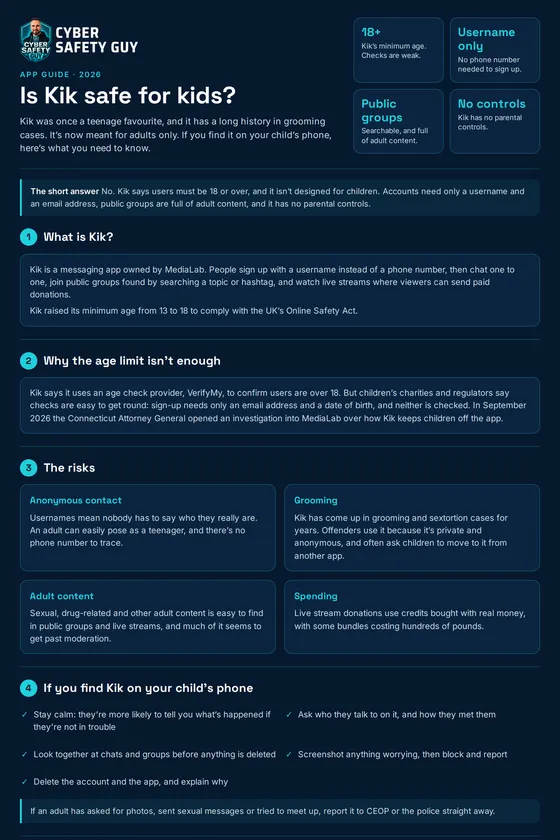 CYBER
SAFETY
GUY
CYBER
SAFETY GUY
APP GUIDE · 2026
Is Kik safe for kids?
Kik was once a teenage favourite, and it has a long history in grooming
cases. It's now meant for adults only. If you find it on your child's phone,
here's what you need to know.
18+
Kik's minimum age.
Checks are weak.
Username
only
No phone number
needed to sign up.
Public
groups
Searchable, and full
of adult content.
No controls
Kik has no parental
controls.
The short answer No. Kik says users must be 18 or over, and it isn't designed for children. Accounts need only a username and
an email address, public groups are full of adult content, and it has no parental controls.
1 What is Kik?
Kik is a messaging app owned by MediaLab. People sign up with a username instead of a phone number, then chat one to
one, join public groups found by searching a topic or hashtag, and watch live streams where viewers can send paid
donations.
Kik raised its minimum age from 13 to 18 to comply with the UK's Online Safety Act.
2 Why the age limit isn't enough
Kik says it uses an age check provider, VerifyMy, to confirm users are over 18. But children's charities and regulators say
checks are easy to get round: sign-up needs only an email address and a date of birth, and neither is checked. In September
2026 the Connecticut Attorney General opened an investigation into MediaLab over how Kik keeps children off the app.
3 The risks
Anonymous contact
Usernames mean nobody has to say who they really are.
An adult can easily pose as a teenager, and there's no
phone number to trace.
Grooming
Kik has come up in grooming and sextortion cases for
years. Offenders use it because it's private and
anonymous, and often ask children to move to it from
another app.
Adult content
Sexual, drug-related and other adult content is easy to find
in public groups and live streams, and much of it seems to
get past moderation.
Spending
Live stream donations use credits bought with real money,
with some bundles costing hundreds of pounds.
4 If you find Kik on your child's phone
✓ Stay calm: they're more likely to tell you what's happened if
they're not in trouble
✓ Ask who they talk to on it, and how they met them
✓ Look together at chats and groups before anything is deleted
✓ Screenshot anything worrying, then block and report
✓ Delete the account and the app, and explain why
If an adult has asked for photos, sent sexual messages or tried to meet up, report it to CEOP or the police straight away.